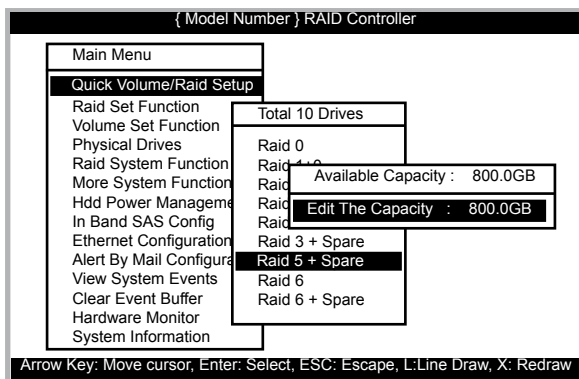 { Model Number } RAID Controller
Main Menu
Quick Volume/Raid Setup
Raid Set Function
Volume Set Function
Physical Drives
Raid System Function
More System Function
Hdd Power Manageme
In Band SAS Config
Ethernet Configuration
Alert By Mail Configura
View System Events
Clear Event Buffer
Hardware Monitor
System Information
Total 10 Drives
Raid 0
Raid 1+0
Raid
Raid
Raid
Raid 3 + Spare
Raid 5 + Spare
Raid 6
Raid 6 + Spare
Available Capacity : 800.0GB
Edit The Capacity : 800.0GB
Arrow Key: Move cursor, Enter: Select, ESC: Escape, L:Line Draw, X: Redraw